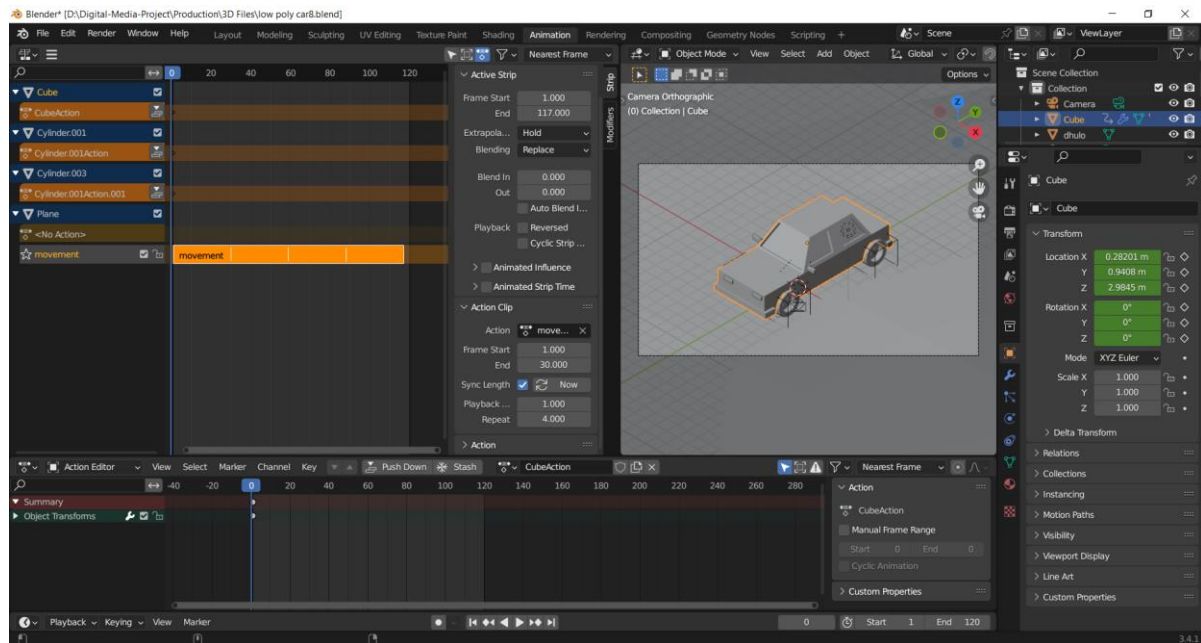 Blender* [D:\Digital-Media-Project\Production\3D Files\low poly car8.blend]
File Edit Render Window Help Layout Modeling Sculpting UV Editing Texture Paint Shading Animation Rendering Compositing Geometry Nodes Scripting + Scene ViewLayer
Nearest Frame
0 20 40 60 80 100 120
Cube
CubeAction
Cylinder.001
Cylinder.001Action
Cylinder.003
Cylinder.001Action.001
Plane
<No Action>
movement
movement
Active Strip
Frame Start 1.000
End 117.000
Extrapola... Hold
Blending Replace
Blend In 0.000
Out 0.000
Auto Blend I...
Playback Reversed
Cyclic Strip ...
Animated Influence
Animated Strip Time
Action Clip
Action move...
Frame Start 1.000
End 30.000
Sync Length Now
Playback ... 1.000
Repeat 4.000
Action
Strip
Modifiers
Object Mode View Select Add Object Global
Options
Camera Orthographic
(0) Collection | Cube
Z
Y
X
Scene Collection
Collection
Camera
Cube
dhulo
Cube
Cube
Transform
Location X 0.28201 m
Y 0.9408 m
Z 2.9845 m
Rotation X 0°
Y 0°
Z 0°
Mode XYZ Euler
Scale X 1.000
Y 1.000
Z 1.000
Delta Transform
Relations
Collections
Instancing
Motion Paths
Visibility
Viewport Display
Line Art
Custom Properties
Action Editor View Select Marker Channel Key Push Down Stash CubeAction Nearest Frame
-40 -20 0 20 40 60 80 100 120 140 160 180 200 220 240 260 280
Summary
Object Transforms
Action
CubeAction
Manual Frame Range
Start 0 End 0
Cyclic Animation
Custom Properties
Playback Keying View Marker 0 Start 1 End 120
3.4.1